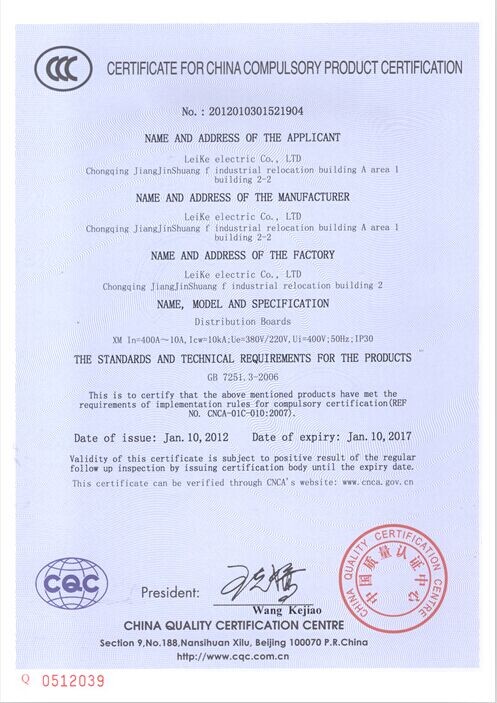 CCC
CERTIFICATE FOR CHINA COMPULSORY PRODUCT CERTIFICATION
No. : 2012010301521904
NAME AND ADDRESS OF THE APPLICANT
LeiKe electric Co., LTD
Chongqing JiangJinShuang f industrial relocation building A area 1
building 2-2
NAME AND ADDRESS OF THE MANUFACTURER
LeiKe electric Co., LTD
Chongqing JiangJinShuang f industrial relocation building A area 1
building 2-2
NAME AND ADDRESS OF THE FACTORY
LeiKe electric Co., LTD
Chongqing JiangJinShuang f industrial relocation building 2
NAME, MODEL AND SPECIFICATION
Distribution Boards
XM In=400A～10A,Icw=10kA;Ue=380V/220V,Ui=400V;50Hz;IP30
THE STANDARDS AND TECHNICAL REQUIREMENTS FOR THE PRODUCTS
GB 7251.3-2006
This is to certify that the above mentioned products have met the
requirements of implementation rules for compulsory certification(REF
NO. CNCA-01C-010:2007).
Date of issue: Jan.10,2012 Date of expiry: Jan.10,2017
Validity of this certificate is subject to positive result of the regular
follow up inspection by issuing certification body until the expiry date.
This certificate can be verified through CNCA's website: www.cnca.gov.cn
CQC
President:
Wang Kejiao
CHINA QUALITY CERTIFICATION CENTRE
中国质量认证中心
CHINA QUALITY CERTIFICATION CENTRE
Section 9,No.188,Nansihuan Xilu, Beijing 100070 P.R.China
http://www.cqc.com.cn
Q 0512039